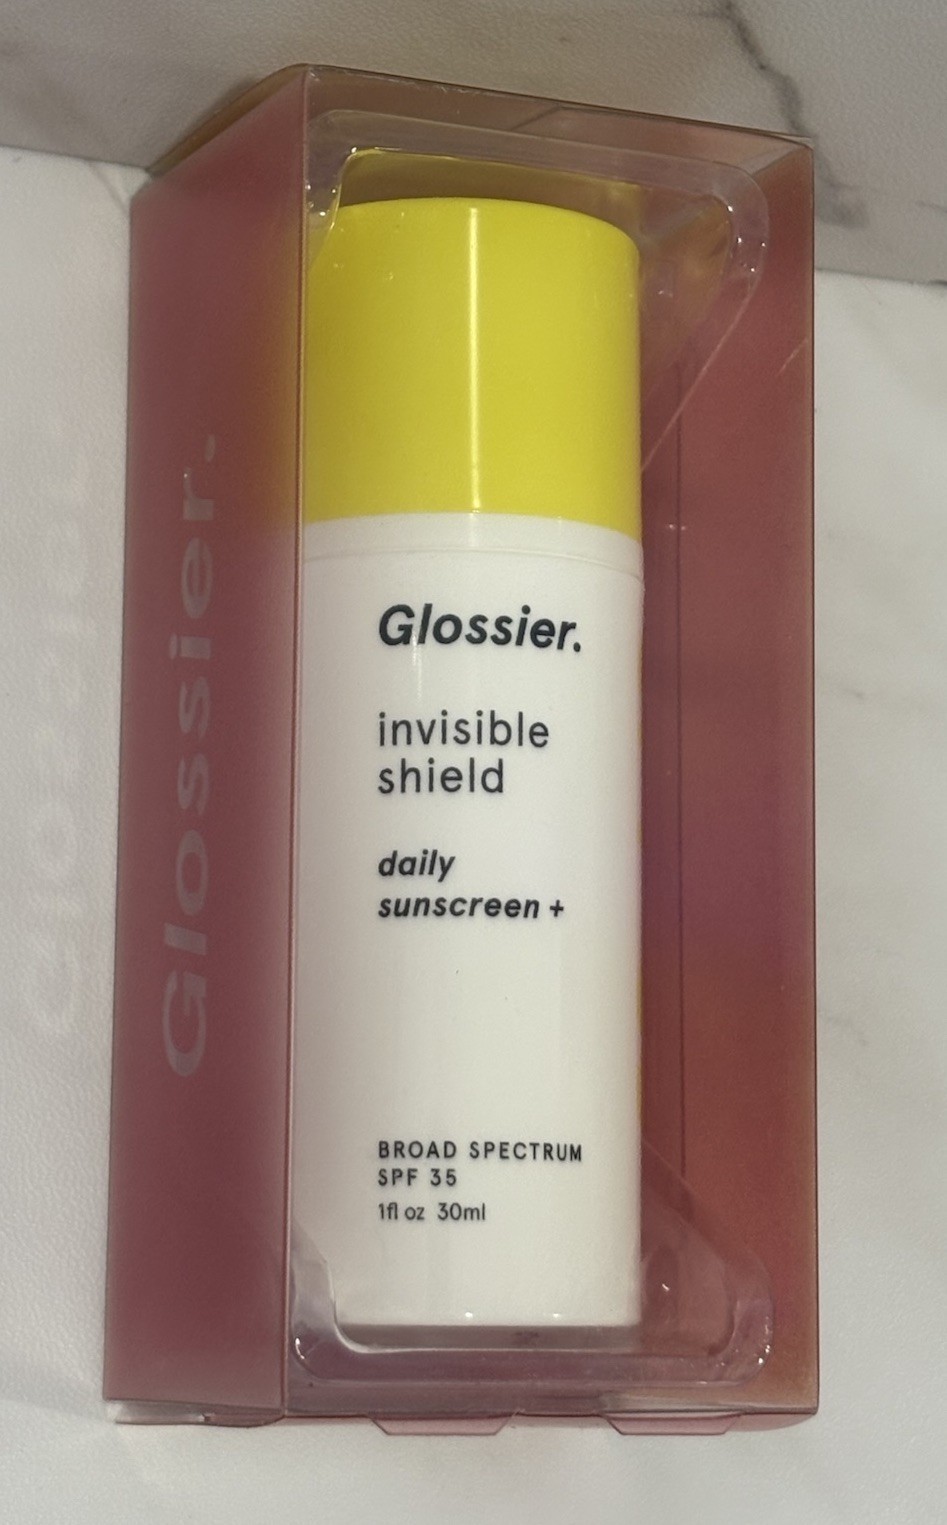 Glossier.
Glossier.
invisible
shield
daily
sunscreen +
BROAD SPECTRUM
SPF 35
1fl oz 30ml